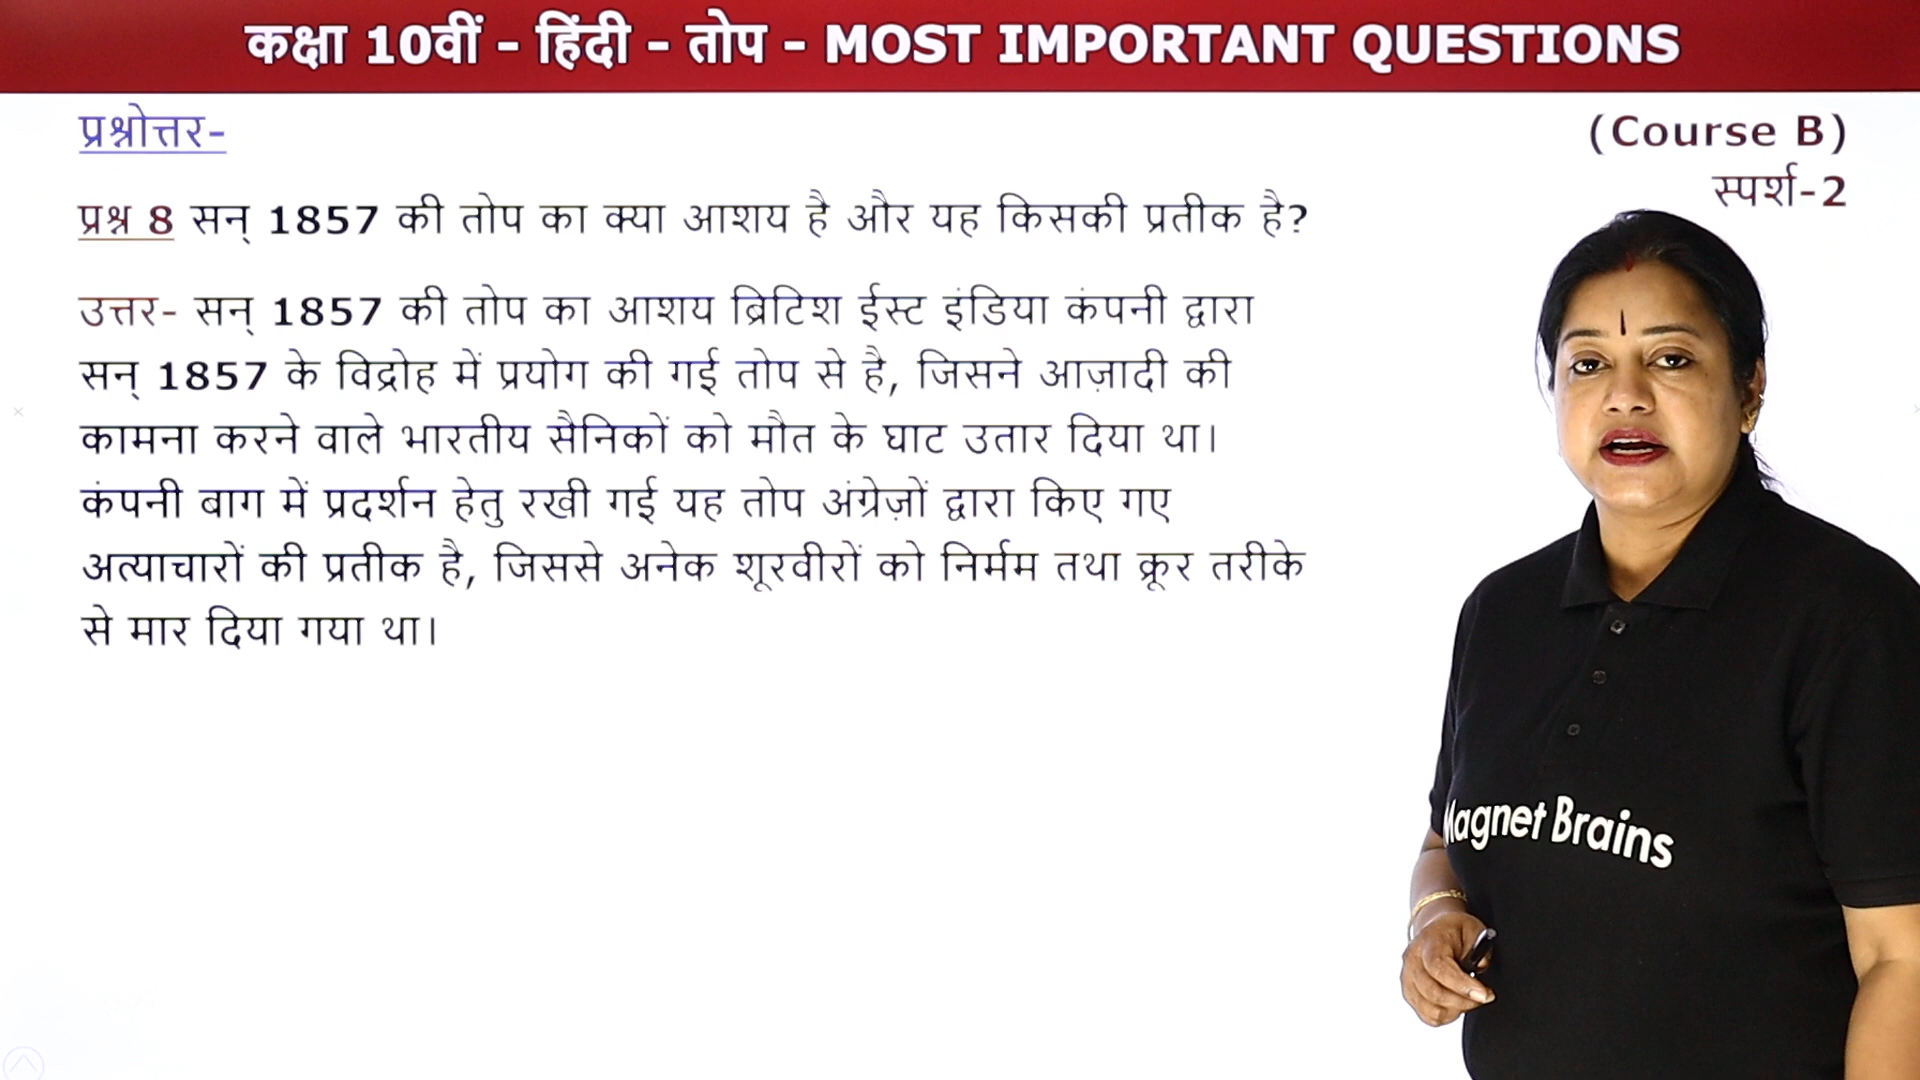 कक्षा 10वीं - हिंदी - तोप - MOST IMPORTANT QUESTIONS
प्रश्नोत्तर-
(Course B)
स्पर्श-2
प्रश्न 8 सन् 1857 की तोप का क्या आशय है और यह किसकी प्रतीक है?
उत्तर- सन् 1857 की तोप का आशय ब्रिटिश ईस्ट इंडिया कंपनी द्वारा
सन् 1857 के विद्रोह में प्रयोग की गई तोप से है, जिसने आज़ादी की
कामना करने वाले भारतीय सैनिकों को मौत के घाट उतार दिया था।
कंपनी बाग में प्रदर्शन हेतु रखी गई यह तोप अंग्रेज़ों द्वारा किए गए
अत्याचारों की प्रतीक है, जिससे अनेक शूरवीरों को निर्मम तथा क्रूर तरीके
से मार दिया गया था।
Magnet Brains